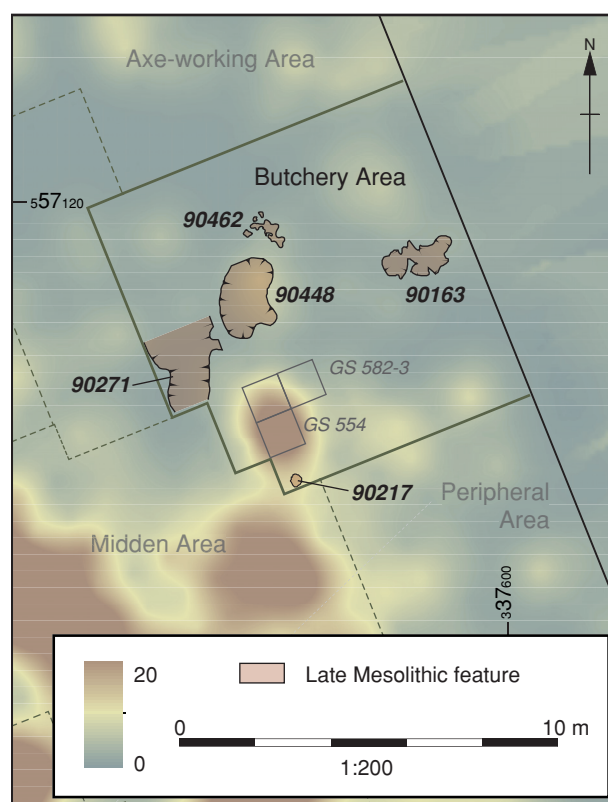 Axe-working Area
N
Butchery Area
557120
90462
90448
90163
90271
GS 582-3
GS 554
90217
Peripheral
Area
Midden Area
337600
20
0
Late Mesolithic feature
0
10 m
1:200